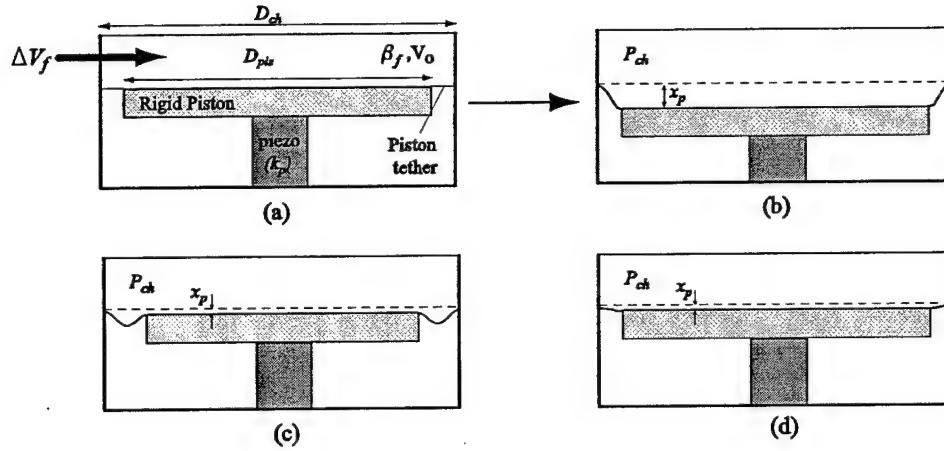 D_ch
ΔV_f
D_pis
β_f,V_o
Rigid Piston
piezo
(k_p)
Piston
tether
(a)
P_ch
x_p
(b)
P_ch
x_p
(c)
P_ch
x_p
(d)